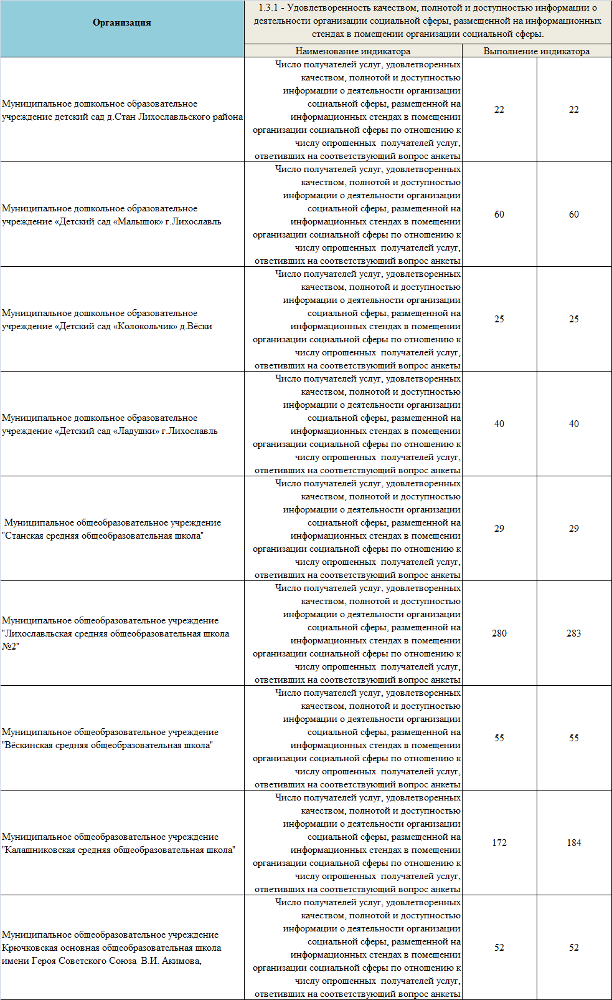 Организация
1.3.1 - Удовлетворенность качеством, полнотой и доступностью информации о
деятельности организации социальной сферы, размещенной на информационных
стендах в помещении организации социальной сферы.
Наименование индикатора
Выполнение индикатора
Муниципальное дошкольное образовательное
учреждение детский сад д.Стан Лихославльского района
Число получателей услуг, удовлетворенных
качеством, полнотой и доступностью
информации о деятельности организации
социальной сферы, размещенной на
информационных стендах в помещении
организации социальной сферы по отношению к
числу опрошенных  получателей услуг,
ответивших на соответствующий вопрос анкеты
22
22
Муниципальное дошкольное образовательное
учреждение «Детский сад «Малышок» г.Лихославль
Число получателей услуг, удовлетворенных
качеством, полнотой и доступностью
информации о деятельности организации
социальной сферы, размещенной на
информационных стендах в помещении
организации социальной сферы по отношению к
числу опрошенных  получателей услуг,
ответивших на соответствующий вопрос анкеты
60
60
Муниципальное дошкольное образовательное
учреждение «Детский сад «Колокольчик» д.Вёски
Число получателей услуг, удовлетворенных
качеством, полнотой и доступностью
информации о деятельности организации
социальной сферы, размещенной на
информационных стендах в помещении
организации социальной сферы по отношению к
числу опрошенных  получателей услуг,
ответивших на соответствующий вопрос анкеты
25
25
Муниципальное дошкольное образовательное
учреждение «Детский сад «Ладушки» г.Лихославль
Число получателей услуг, удовлетворенных
качеством, полнотой и доступностью
информации о деятельности организации
социальной сферы, размещенной на
информационных стендах в помещении
организации социальной сферы по отношению к
числу опрошенных  получателей услуг,
ответивших на соответствующий вопрос анкеты
40
40
Муниципальное общеобразовательное учреждение
"Станская средняя общеобразовательная школа"
Число получателей услуг, удовлетворенных
качеством, полнотой и доступностью
информации о деятельности организации
социальной сферы, размещенной на
информационных стендах в помещении
организации социальной сферы по отношению к
числу опрошенных  получателей услуг,
ответивших на соответствующий вопрос анкеты
29
29
Муниципальное общеобразовательное учреждение
"Лихославльская средняя общеобразовательная школа
№2"
Число получателей услуг, удовлетворенных
качеством, полнотой и доступностью
информации о деятельности организации
социальной сферы, размещенной на
информационных стендах в помещении
организации социальной сферы по отношению к
числу опрошенных  получателей услуг,
ответивших на соответствующий вопрос анкеты
280
283
Муниципальное общеобразовательное учреждение
"Вёскинская средняя общеобразовательная школа"
Число получателей услуг, удовлетворенных
качеством, полнотой и доступностью
информации о деятельности организации
социальной сферы, размещенной на
информационных стендах в помещении
организации социальной сферы по отношению к
числу опрошенных  получателей услуг,
ответивших на соответствующий вопрос анкеты
55
55
Муниципальное общеобразовательное учреждение
"Калашниковская средняя общеобразовательная школа"
Число получателей услуг, удовлетворенных
качеством, полнотой и доступностью
информации о деятельности организации
социальной сферы, размещенной на
информационных стендах в помещении
организации социальной сферы по отношению к
числу опрошенных  получателей услуг,
ответивших на соответствующий вопрос анкеты
172
184
Муниципальное общеобразовательное учреждение
Крючковская основная общеобразовательная школа
имени Героя Советского Союза  В.И. Акимова,
Число получателей услуг, удовлетворенных
качеством, полнотой и доступностью
информации о деятельности организации
социальной сферы, размещенной на
информационных стендах в помещении
организации социальной сферы по отношению к
числу опрошенных  получателей услуг,
ответивших на соответствующий вопрос анкеты
52
52